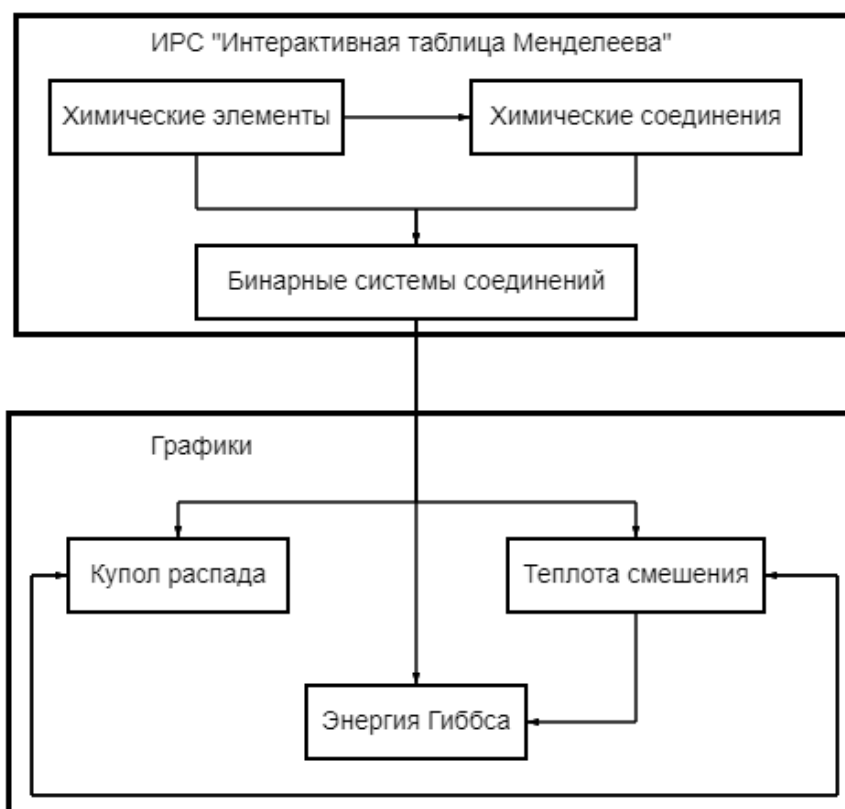 ИРС "Интерактивная таблица Менделеева"
Химические элементы
Химические соединения
Бинарные системы соединений
Графики
Купол распада
Теплота смешения
Энергия Гиббса